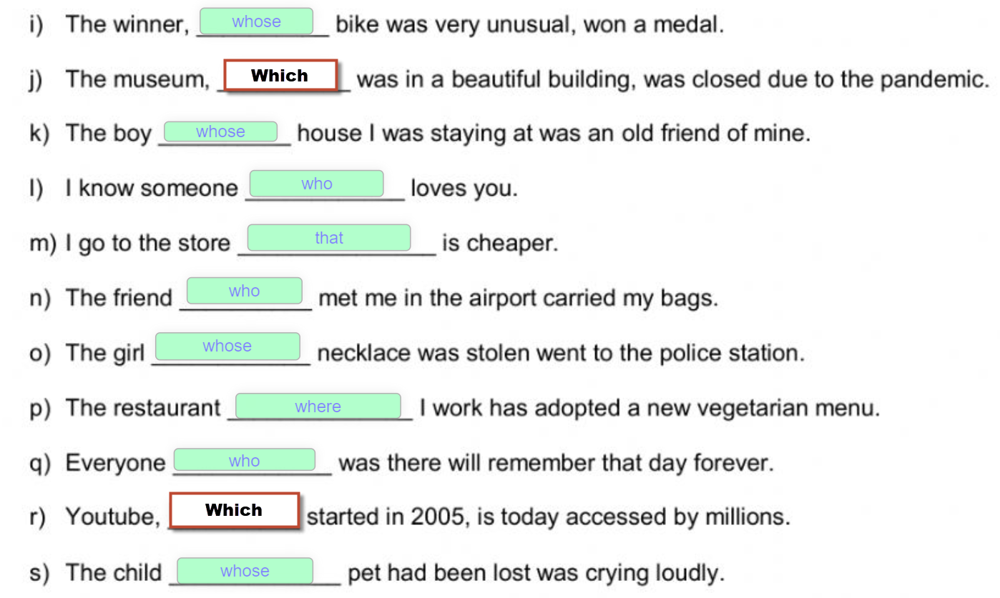 i) The winner, whose bike was very unusual, won a medal.
j) The museum, Which was in a beautiful building, was closed due to the pandemic.
k) The boy whose house I was staying at was an old friend of mine.
l) I know someone who loves you.
m) I go to the store that is cheaper.
n) The friend who met me in the airport carried my bags.
o) The girl whose necklace was stolen went to the police station.
p) The restaurant where I work has adopted a new vegetarian menu.
q) Everyone who was there will remember that day forever.
r) Youtube, Which started in 2005, is today accessed by millions.
s) The child whose pet had been lost was crying loudly.